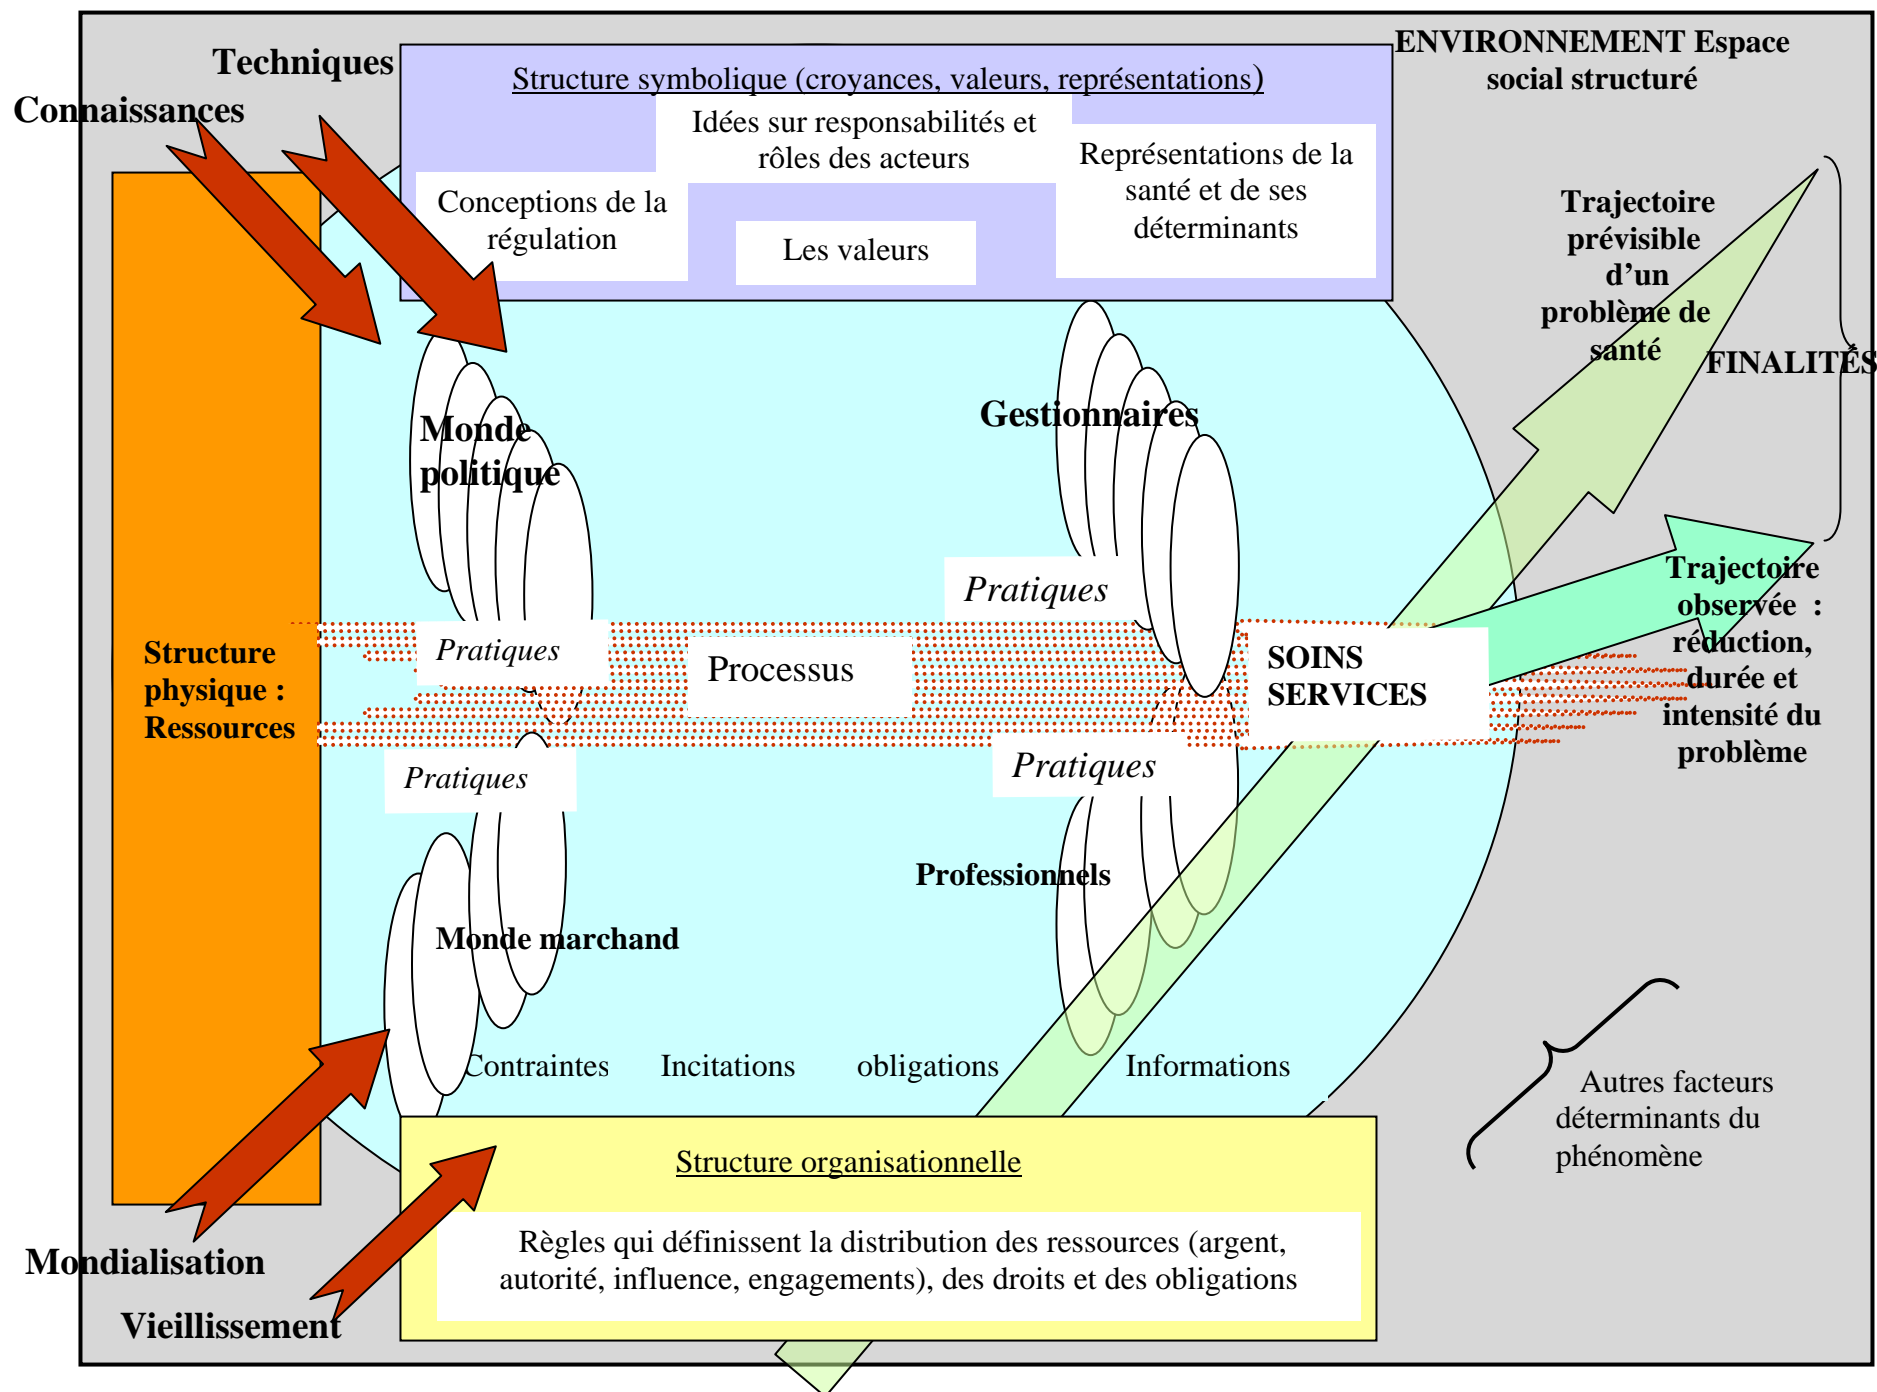 Techniques
Connaissances
ENVIRONNEMENT Espace
social structuré
Structure symbolique (croyances, valeurs, représentations)
Idées sur responsabilités et
rôles des acteurs
Représentations de la
santé et de ses
déterminants
Conceptions de la
régulation
Les valeurs
Trajectoire
prévisible
d’un
problème de
santé
FINALITÉS
Monde
politique
Gestionnaires
Pratiques
Pratiques
Processus
Structure
physique :
Ressources
SOINS
SERVICES
Trajectoire
observée :
réduction,
durée et
intensité du
problème
Pratiques
Pratiques
Professionnels
Monde marchand
Contraintes
Incitations
obligations
Informations
Autres facteurs
déterminants du
phénomène
Structure organisationnelle
Règles qui définissent la distribution des ressources (argent,
autorité, influence, engagements), des droits et des obligations
Mondialisation
Vieillissement